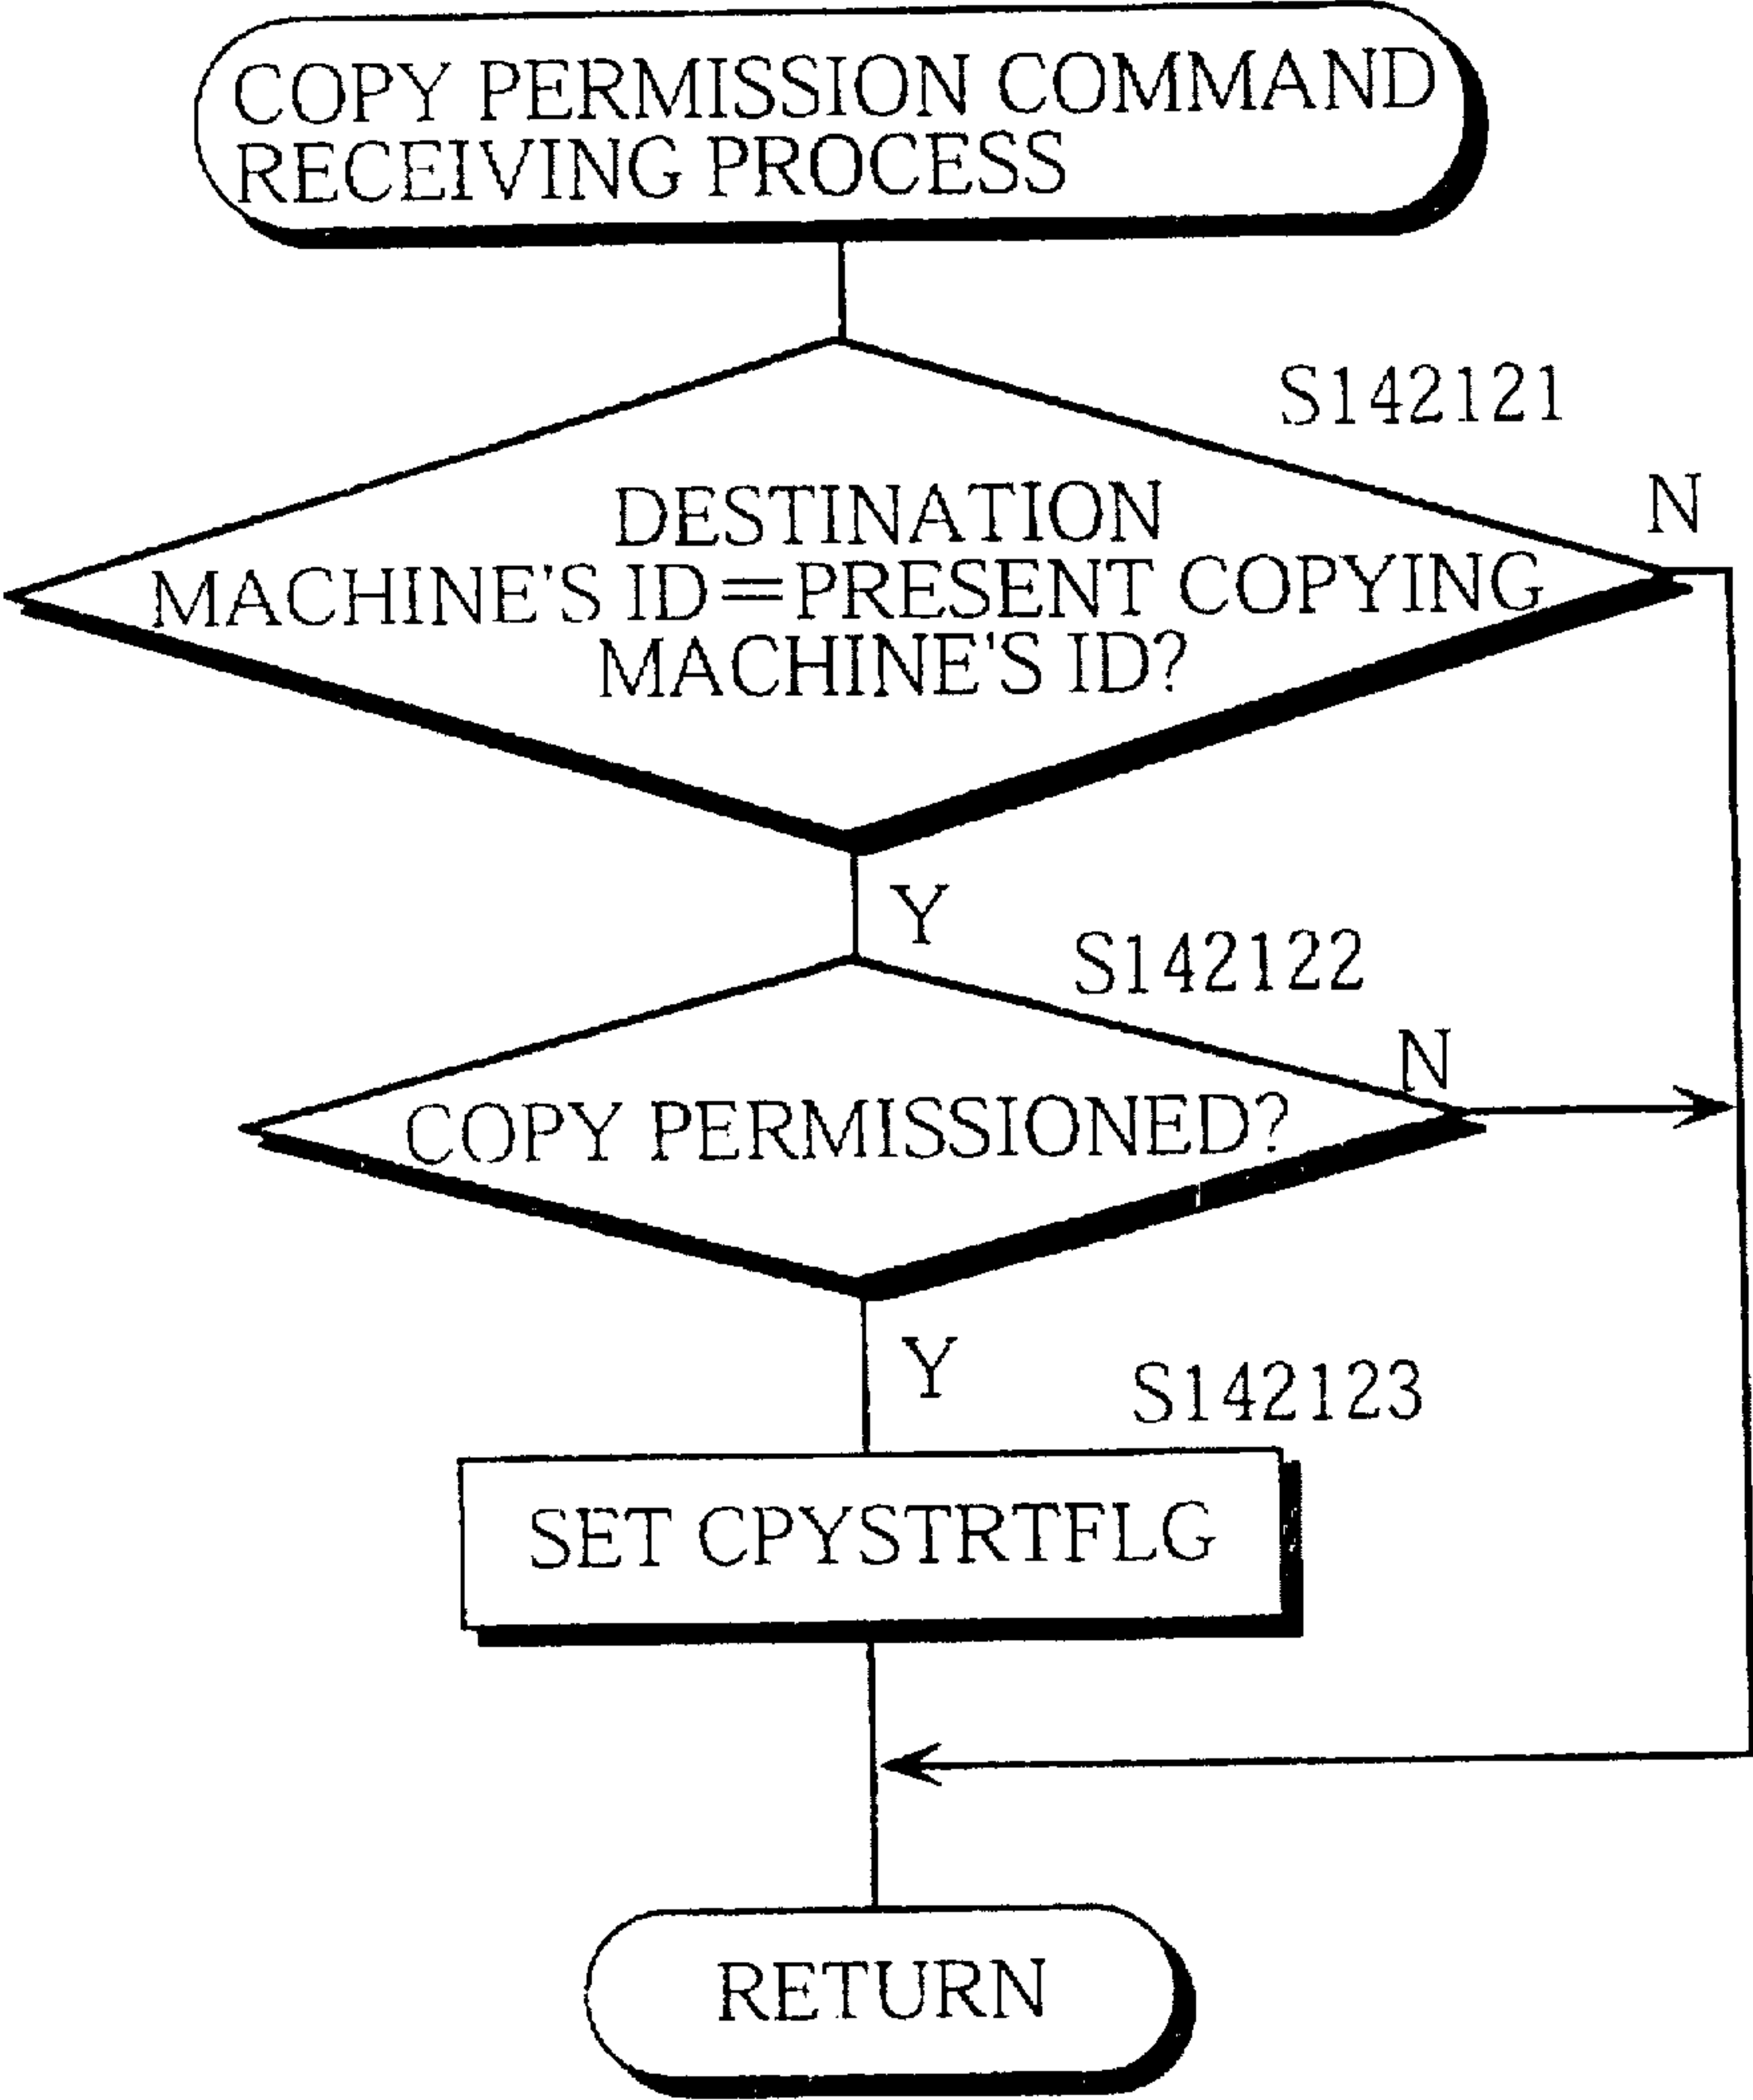 COPY PERMISSION COMMAND
RECEIVING PROCESS
S142121
N
DESTINATION
MACHINE'S ID=PRESENT COPYING
MACHINE'S ID?
Y
S142122
N
COPY PERMISSIONED?
Y
S142123
SET CPYSTRTFLG
RETURN